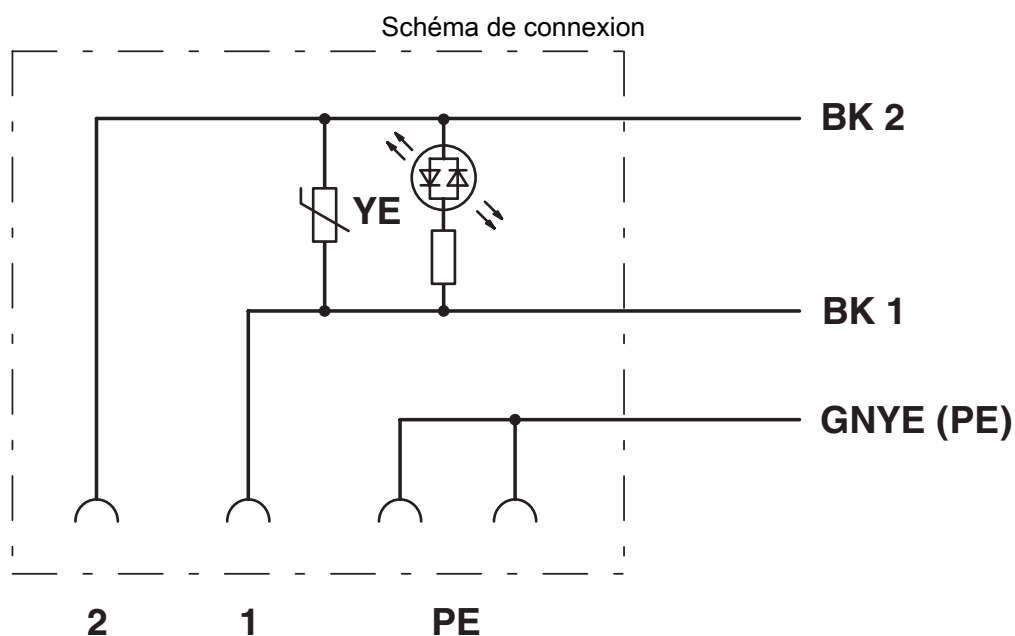 Schéma de connexion
BK 2
YE
BK 1
GNYE (PE)
2 1 PE